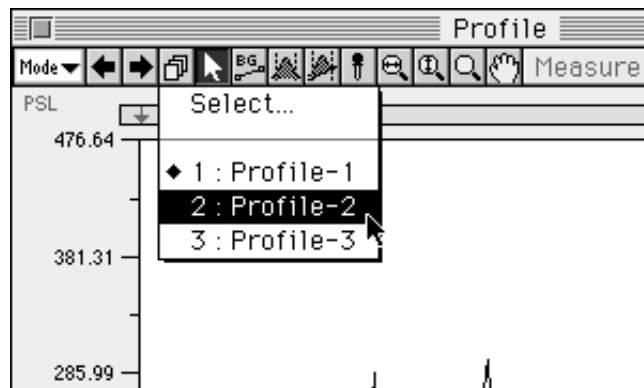 Profile
Mode BG Measure
PSL
Select...
476.64
1 : Profile-1
2 : Profile-2
3 : Profile-3
381.31
285.99